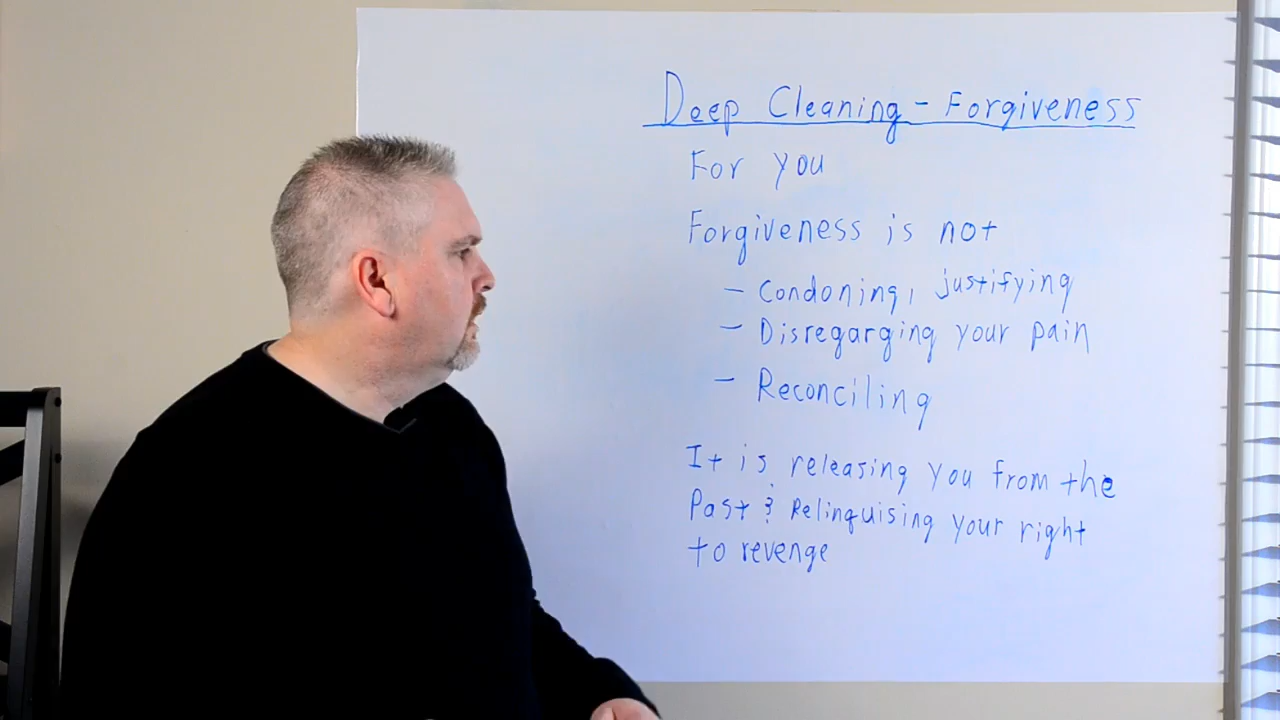 Deep Cleaning - Forgiveness
For you
Forgiveness is not
- Condoning, justifying
- Disregarging your pain
- Reconciling
It is releasing you from the
Past & Relinquising your right
to revenge